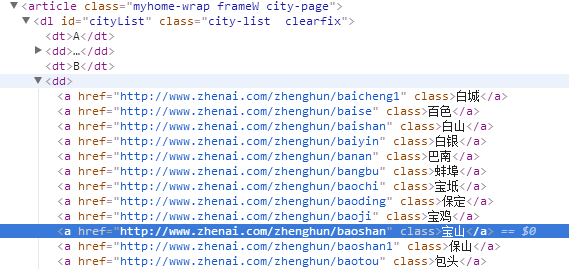 ▼<article class="myhome-wrap frameW city-page">
▼<dl id="cityList" class="city-list  clearfix">
<dt>A</dt>
▶<dd>…</dd>
<dt>B</dt>
▼<dd>
<a href="http://www.zhenai.com/zhenghun/baicheng1" class>白城</a>
<a href="http://www.zhenai.com/zhenghun/baise" class>百色</a>
<a href="http://www.zhenai.com/zhenghun/baishan" class>白山</a>
<a href="http://www.zhenai.com/zhenghun/baiyin" class>白银</a>
<a href="http://www.zhenai.com/zhenghun/banan" class>巴南</a>
<a href="http://www.zhenai.com/zhenghun/bangbu" class>蚌埠</a>
<a href="http://www.zhenai.com/zhenghun/baochi" class>宝坻</a>
<a href="http://www.zhenai.com/zhenghun/baoding" class>保定</a>
<a href="http://www.zhenai.com/zhenghun/baoji" class>宝鸡</a>
<a href="http://www.zhenai.com/zhenghun/baoshan" class>宝山</a> == $0
<a href="http://www.zhenai.com/zhenghun/baoshan1" class>保山</a>
<a href="http://www.zhenai.com/zhenghun/baotou" class>包头</a>